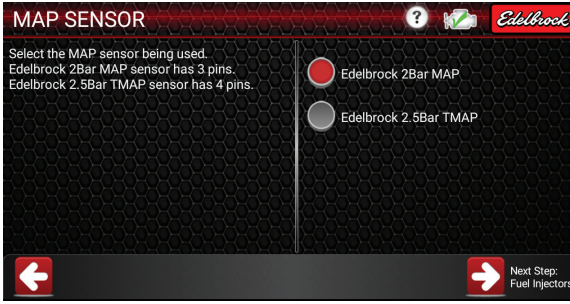 MAP SENSOR
?
Edelbrock
Select the MAP sensor being used.
Edelbrock 2Bar MAP sensor has 3 pins.
Edelbrock 2.5Bar TMAP sensor has 4 pins.
Edelbrock 2Bar MAP
Edelbrock 2.5Bar TMAP
Next Step:
Fuel Injectors